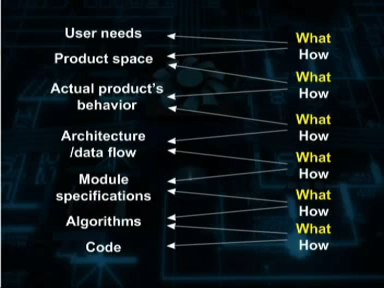 User needs
Product space
Actual product's
behavior
Architecture
/data flow
Module
specifications
Algorithms
Code
What
How
What
How
What
How
What
How
What
How
What
How